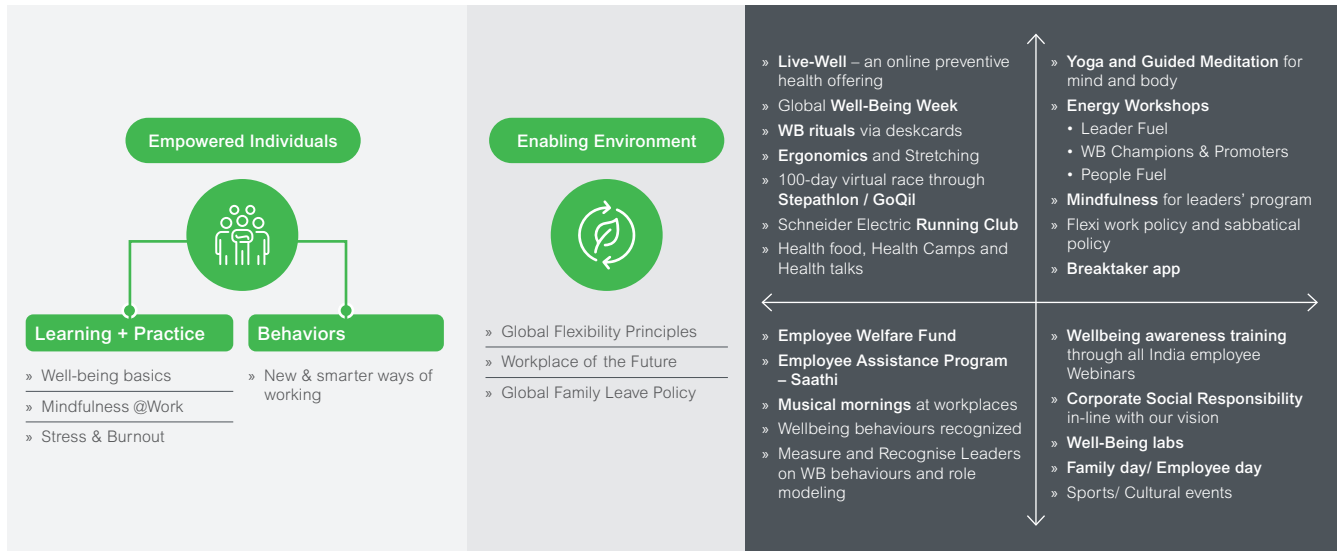 Empowered Individuals
Learning + Practice
» Well-being basics
» Mindfulness @Work
» Stress & Burnout
Behaviors
» New & smarter ways of
working
Enabling Environment
» Global Flexibility Principles
» Workplace of the Future
» Global Family Leave Policy
» Live-Well – an online preventive
health offering
» Global Well-Being Week
» WB rituals via deskcards
» Ergonomics and Stretching
» 100-day virtual race through
Stepathlon / GoQil
» Schneider Electric Running Club
» Health food, Health Camps and
Health talks
» Yoga and Guided Meditation for
mind and body
» Energy Workshops
• Leader Fuel
• WB Champions & Promoters
• People Fuel
» Mindfulness for leaders’ program
» Flexi work policy and sabbatical
policy
» Breaktaker app
» Employee Welfare Fund
» Employee Assistance Program
– Saathi
» Musical mornings at workplaces
» Wellbeing behaviours recognized
» Measure and Recognise Leaders
on WB behaviours and role
modeling
» Wellbeing awareness training
through all India employee
Webinars
» Corporate Social Responsibility
in-line with our vision
» Well-Being labs
» Family day/ Employee day
» Sports/ Cultural events